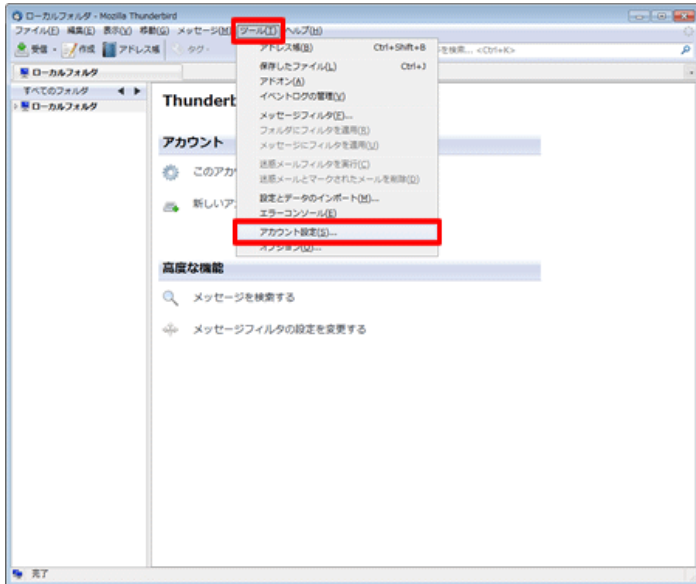 ローカルフォルダ - Mozilla Thunderbird
ファイル(F) 編集(E) 表示(V) 移動(G) メッセージ(M) ツール(T) ヘルプ(H)
受信 作成 アドレス帳 タグ
を検索... <Ctrl+K>
ローカルフォルダ
すべてのフォルダ
ローカルフォルダ
アドレス帳(B) Ctrl+Shift+B
保存したファイル(L) Ctrl+J
アドオン(A)
イベントログの管理(V)
メッセージフィルタ(F)...
フォルダにフィルタを適用(R)
メッセージにフィルタを適用(U)
迷惑メールフィルタを実行(C)
迷惑メールとマークされたメールを削除(D)
設定とデータのインポート(M)...
エラーコンソール(E)
アカウント設定(S)...
オプション(O)...
Thunderb
アカウント
このアカ
新しいア
高度な機能
メッセージを検索する
メッセージフィルタの設定を変更する
完了